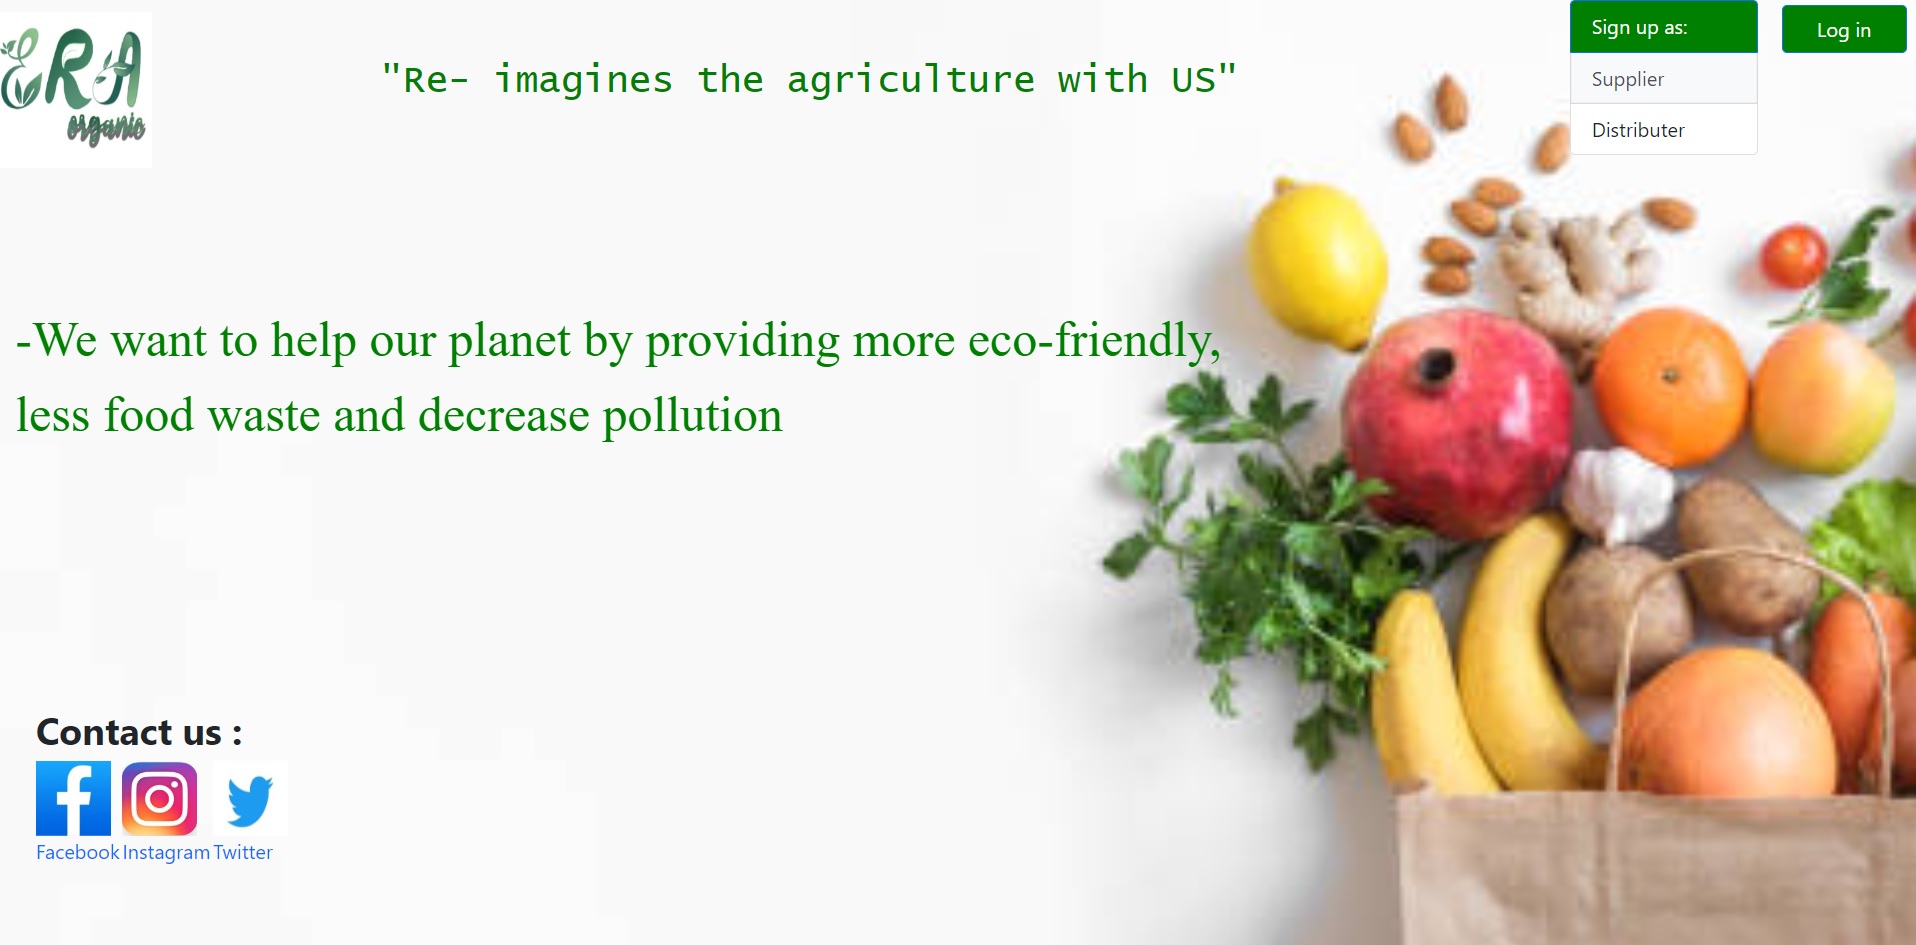 ERA
organic
"Re- imagines the agriculture with US"
Sign up as:
Supplier
Distributer
Log in
-We want to help our planet by providing more eco-friendly,
less food waste and decrease pollution
Contact us :
Facebook Instagram Twitter